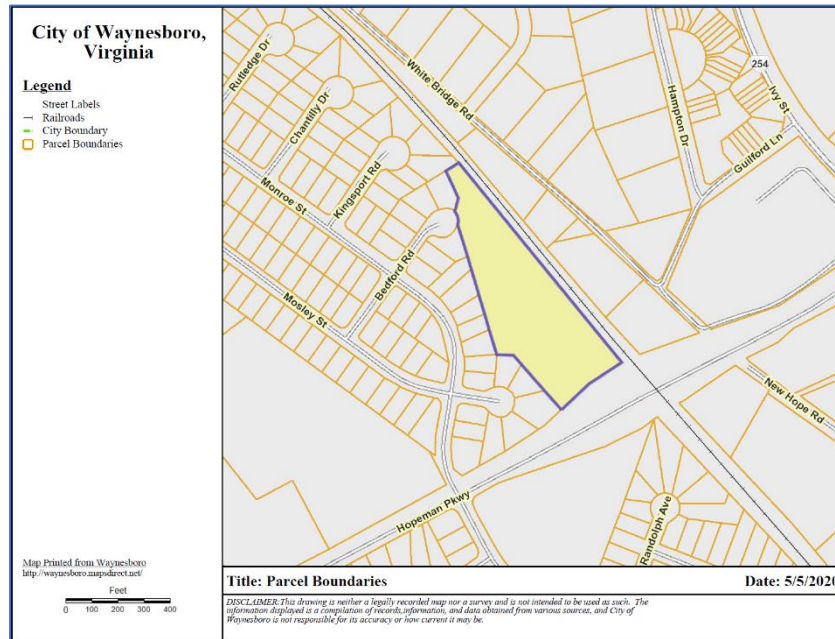 City of Waynesboro,
Virginia
Legend
Street Labels
Railroads
City Boundary
Parcel Boundaries
Rutledge Dr
Chantilly Dr
Kingsport Rd
Monroe St
Bedford Rd
Mosley St
White Bridge Rd
Hampton Dr
254
Ivy St
Guilford Ln
New Hope Rd
Hopeman Pkwy
Randolph Ave
Map Printed from Waynesboro
http://waynesboro.mapsdirect.net/
Feet
0 100 200 300 400
Title: Parcel Boundaries
Date: 5/5/2020
DISCLAIMER:This drawing is neither a legally recorded map nor a survey and is not intended to be used as such. The
information displayed is a compilation of records,information, and data obtained from various sources, and City of
Waynesboro is not responsible for its accuracy or how current it may be.